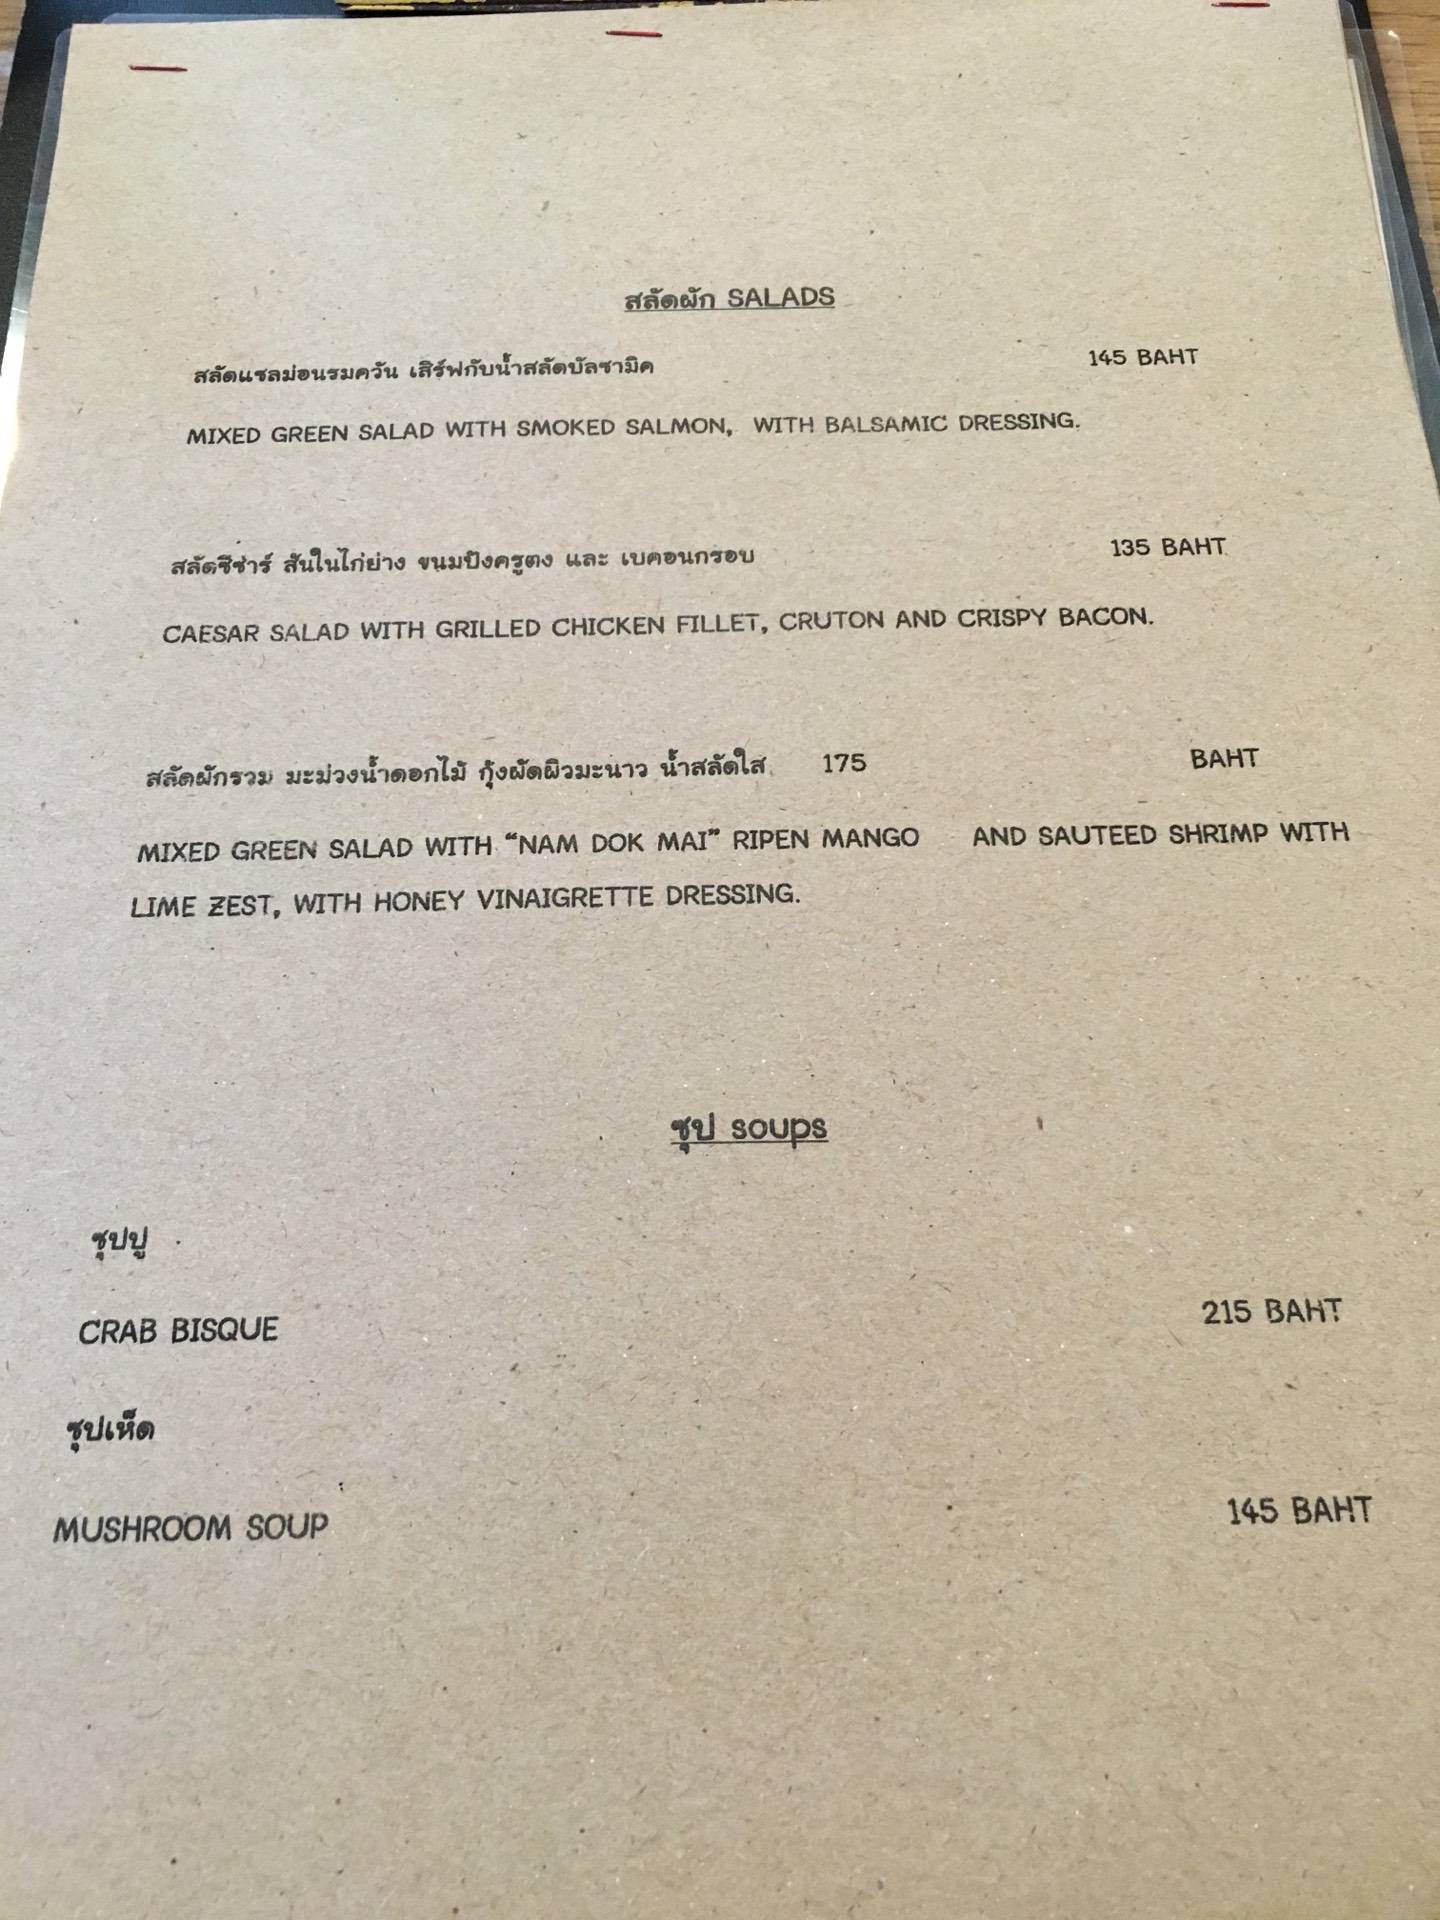 สลัดผัก SALADS
สลัดแซลม่อนรมควัน เสิร์ฟกับน้ำสลัดบัลซามิค 145 BAHT
MIXED GREEN SALAD WITH SMOKED SALMON, WITH BALSAMIC DRESSING.
สลัดซีซ่าร์ สันในไก่ย่าง ขนมปังครูตง และ เบคอนกรอบ 135 BAHT
CAESAR SALAD WITH GRILLED CHICKEN FILLET, CRUTON AND CRISPY BACON.
สลัดผักรวม มะม่วงน้ำดอกไม้ กุ้งผัดผิวมะนาว น้ำสลัดใส 175 BAHT
MIXED GREEN SALAD WITH “NAM DOK MAI” RIPEN MANGO AND SAUTEED SHRIMP WITH
LIME ZEST, WITH HONEY VINAIGRETTE DRESSING.
ซุป soups
ซุปปู
CRAB BISQUE 215 BAHT
ซุปเห็ด
MUSHROOM SOUP 145 BAHT